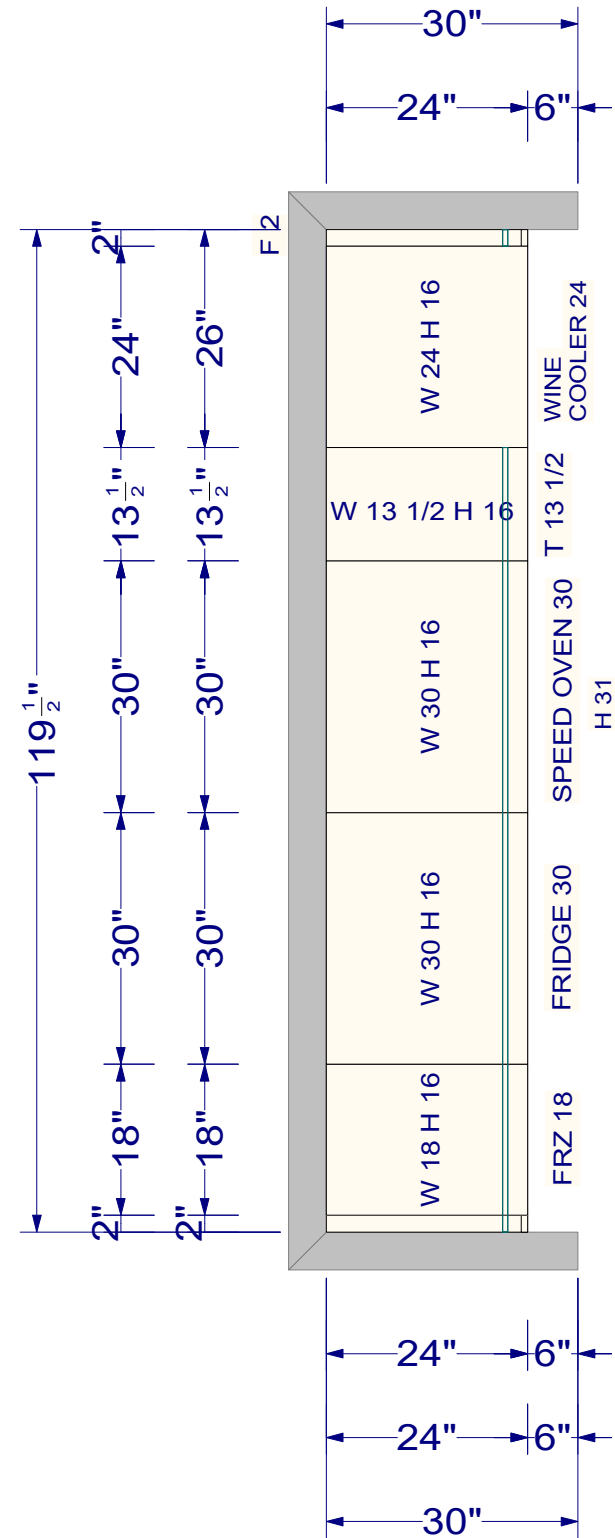 30"
24" 6"
F 2
2"
24" 26"
W 24 H 16
WINE
COOLER 24
13 1/2" 13 1/2"
W 13 1/2 H 16
T 13 1/2
119 1/2"
30" 30"
W 30 H 16
SPEED OVEN 30
H 31
30" 30"
W 30 H 16
FRIDGE 30
18" 18"
W 18 H 16
FRZ 18
2" 2"
24" 6"
24" 6"
30"